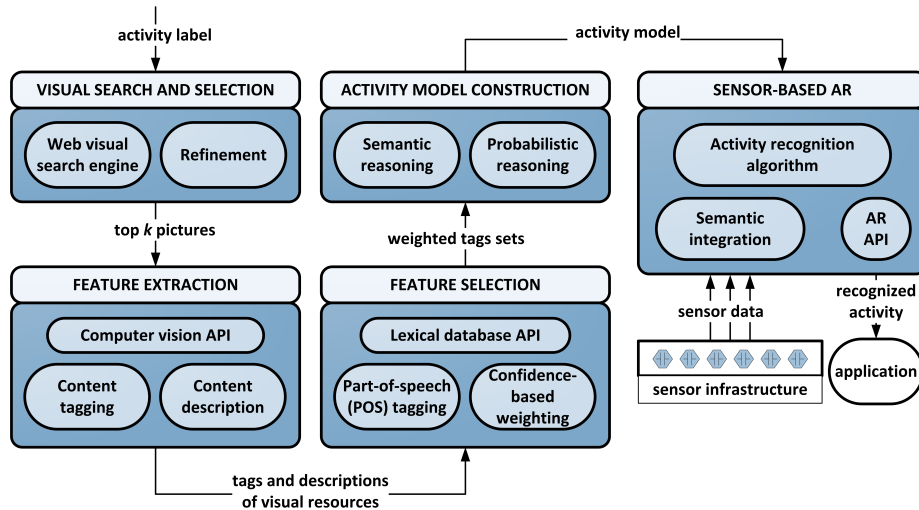 activity label
VISUAL SEARCH AND SELECTION
Web visual
search engine
Refinement
top k pictures
FEATURE EXTRACTION
Computer vision API
Content
tagging
Content
description
tags and descriptions
of visual resources
ACTIVITY MODEL CONSTRUCTION
Semantic
reasoning
Probabilistic
reasoning
weighted tags sets
FEATURE SELECTION
Lexical database API
Part-of-speech
(POS) tagging
Confidence-
based
weighting
activity model
SENSOR-BASED AR
Activity recognition
algorithm
Semantic
integration
AR
API
sensor data
sensor infrastructure
recognized
activity
application